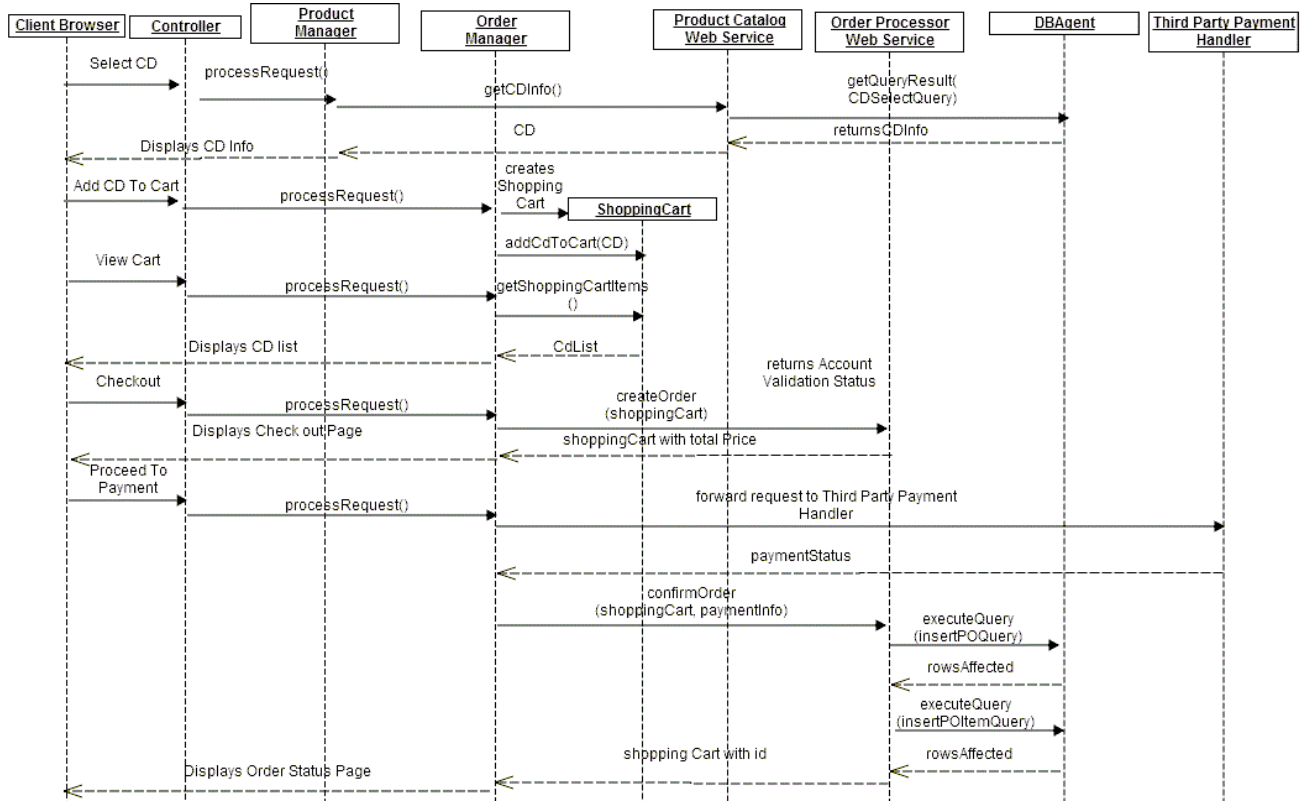 Client Browser
Controller
Product
Manager
Order
Manager
Product Catalog
Web Service
Order Processor
Web Service
DBAgent
Third Party Payment
Handler
Select CD
processRequest()
getCDInfo()
getQueryResult(
CDSelectQuery)
returnsCDInfo
CD
Displays CD Info
Add CD To Cart
processRequest()
creates
Shopping
Cart
ShoppingCart
addCdToCart(CD)
View Cart
processRequest()
getShoppingCartItems
()
CdList
Displays CD list
returns Account
Validation Status
Checkout
processRequest()
createOrder
(shoppingCart)
Displays Check out Page
shoppingCart with total Price
Proceed To
Payment
processRequest()
forward request to Third Party Payment
Handler
paymentStatus
confirmOrder
(shoppingCart, paymentInfo)
executeQuery
(insertPOQuery)
rowsAffected
executeQuery
(insertPOItemQuery)
rowsAffected
shopping Cart with id
Displays Order Status Page